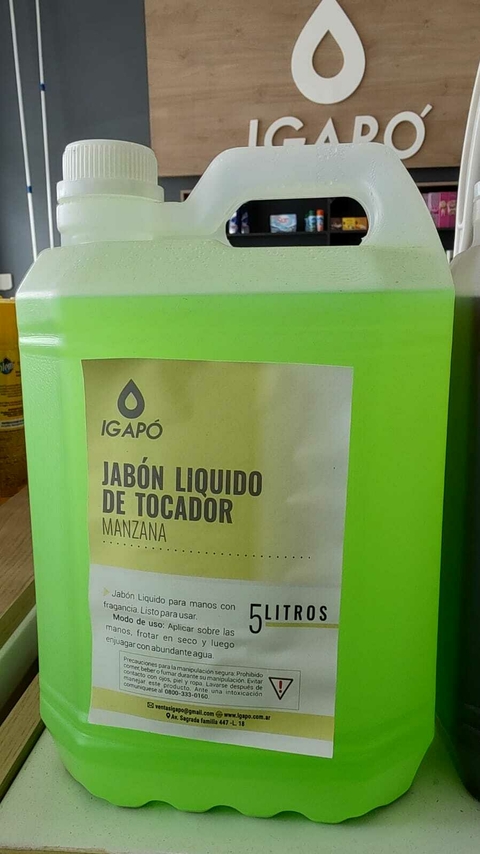 IGAPÓ
IGAPÓ
JABÓN LIQUIDO
DE TOCADOR
MANZANA
Jabón Liquido para manos con
fragancia. Listo para usar.
Modo de uso: Aplicar sobre las
manos, frotar en seco y luego
enjuagar con abundante agua.
5 LITROS
Precauciones para la manipulación segura: Prohibido
comer, beber o fumar durante su manipulación. Evitar
contacto con ojos, piel y ropa. Lavarse después de
manejar este producto. Ante una intoxicación
comuniquese al 0800-333-0160.
ventasigapo@gmail.com www.igapo.com.ar
Av. Sagrada familia 447 - L. 18